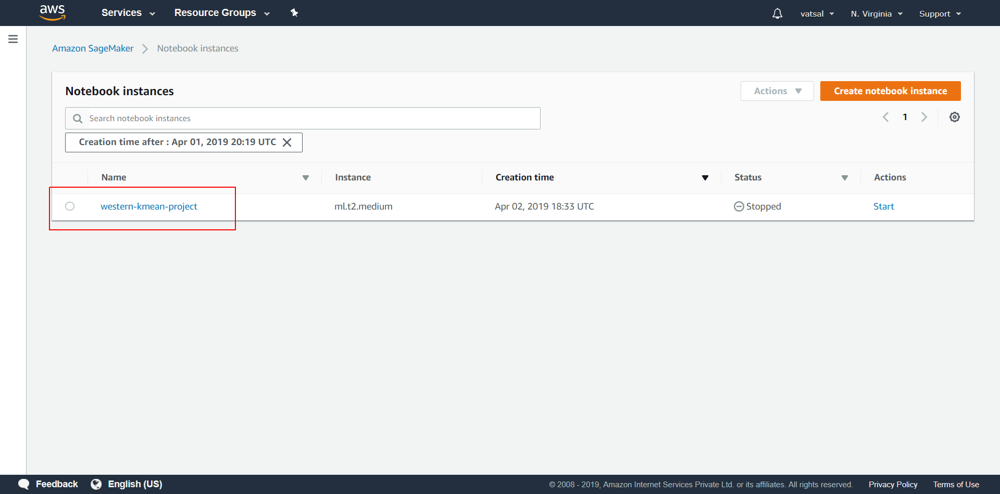 aws Services Resource Groups vatsal N. Virginia Support
Amazon SageMaker Notebook instances
Notebook instances Actions Create notebook instance
Search notebook instances 1
Creation time after : Apr 01, 2019 20:19 UTC
Name Instance Creation time Status Actions
western-kmean-project ml.t2.medium Apr 02, 2019 18:33 UTC Stopped Start
Feedback English (US) © 2008 - 2019, Amazon Internet Services Private Ltd. or its affiliates. All rights reserved. Privacy Policy Terms of Use